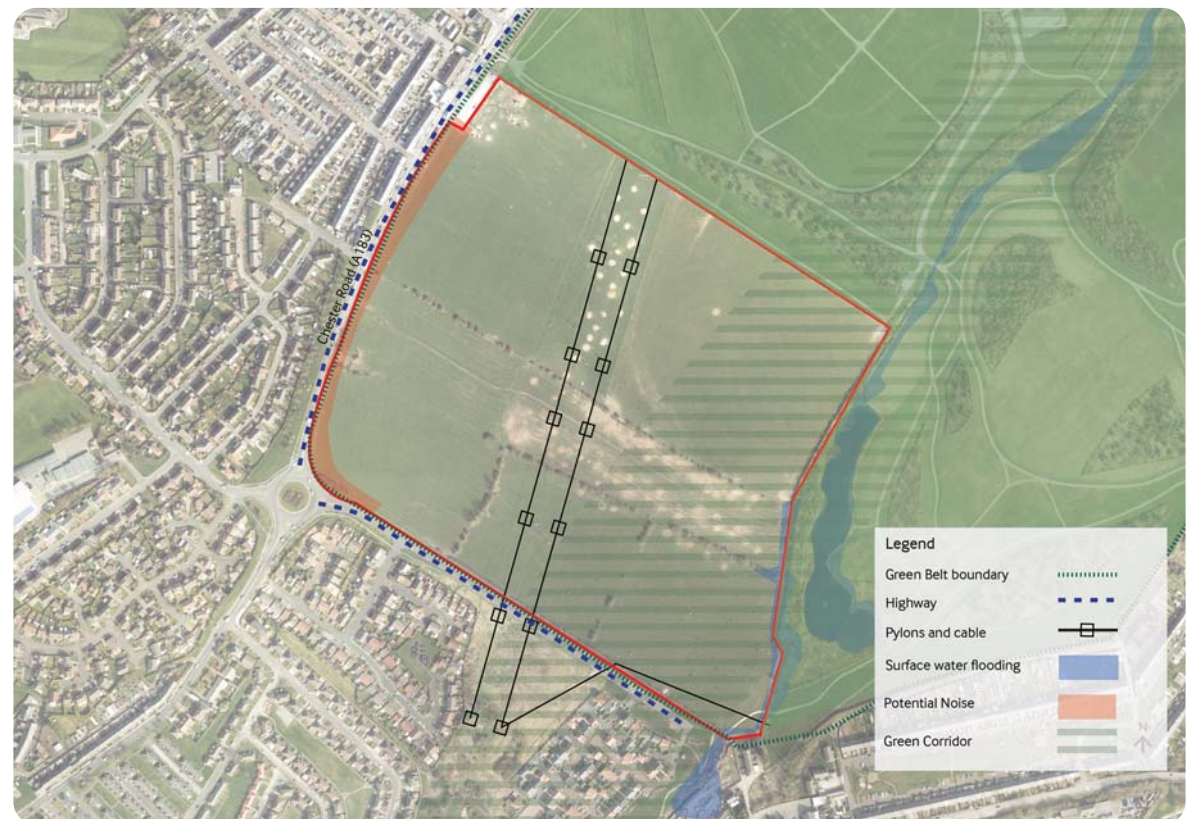 Chester Road (A183)
Legend
Green Belt boundary
Highway
Pylons and cable
Surface water flooding
Potential Noise
Green Corridor
N